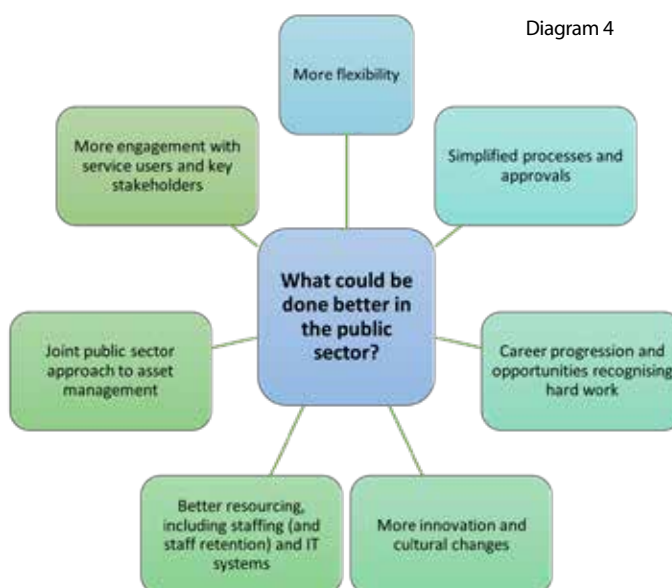 Diagram 4
More flexibility
Simplified processes and
approvals
Career progression and
opportunities recognising
hard work
More innovation and
cultural changes
Better resourcing,
including staffing (and
staff retention) and IT
systems
Joint public sector
approach to asset
management
More engagement with
service users and key
stakeholders
What could be
done better in
the public
sector?